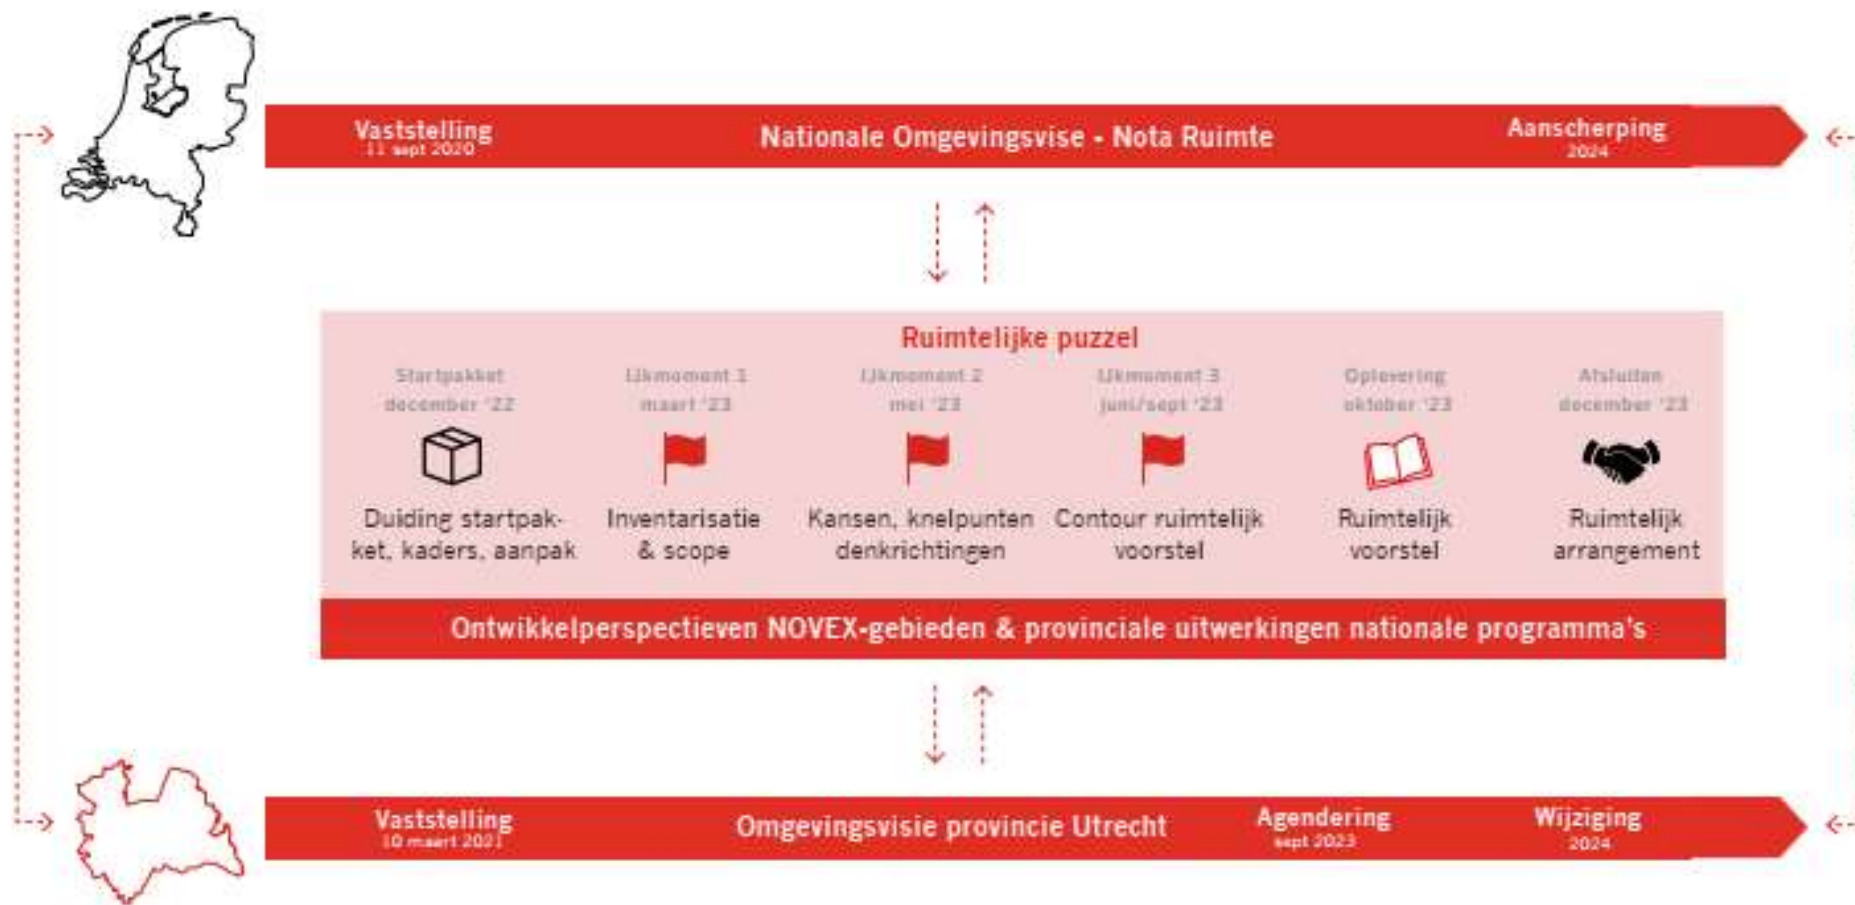 Vaststelling
11 sept 2020
Nationale Omgevingsvise - Nota Ruimte
Aanscherping
2024
Ruimtelijke puzzel
Startpakket
december '22
IJkmoment 1
maart '23
IJkmoment 2
mei '23
IJkmoment 3
juni/sept '23
Oplevering
oktober '23
Afsluiten
december '23
Duiding startpak-
ket, kaders, aanpak
Inventarisatie
& scope
Kansen, knelpunten
denkrichtingen
Contour ruimtelijk
voorstel
Ruimtelijk
voorstel
Ruimtelijk
arrangement
Ontwikkelperspectieven NOVEX-gebieden & provinciale uitwerkingen nationale programma's
Vaststelling
10 maart 2021
Omgevingsvisie provincie Utrecht
Agendering
sept 2023
Wijziging
2024